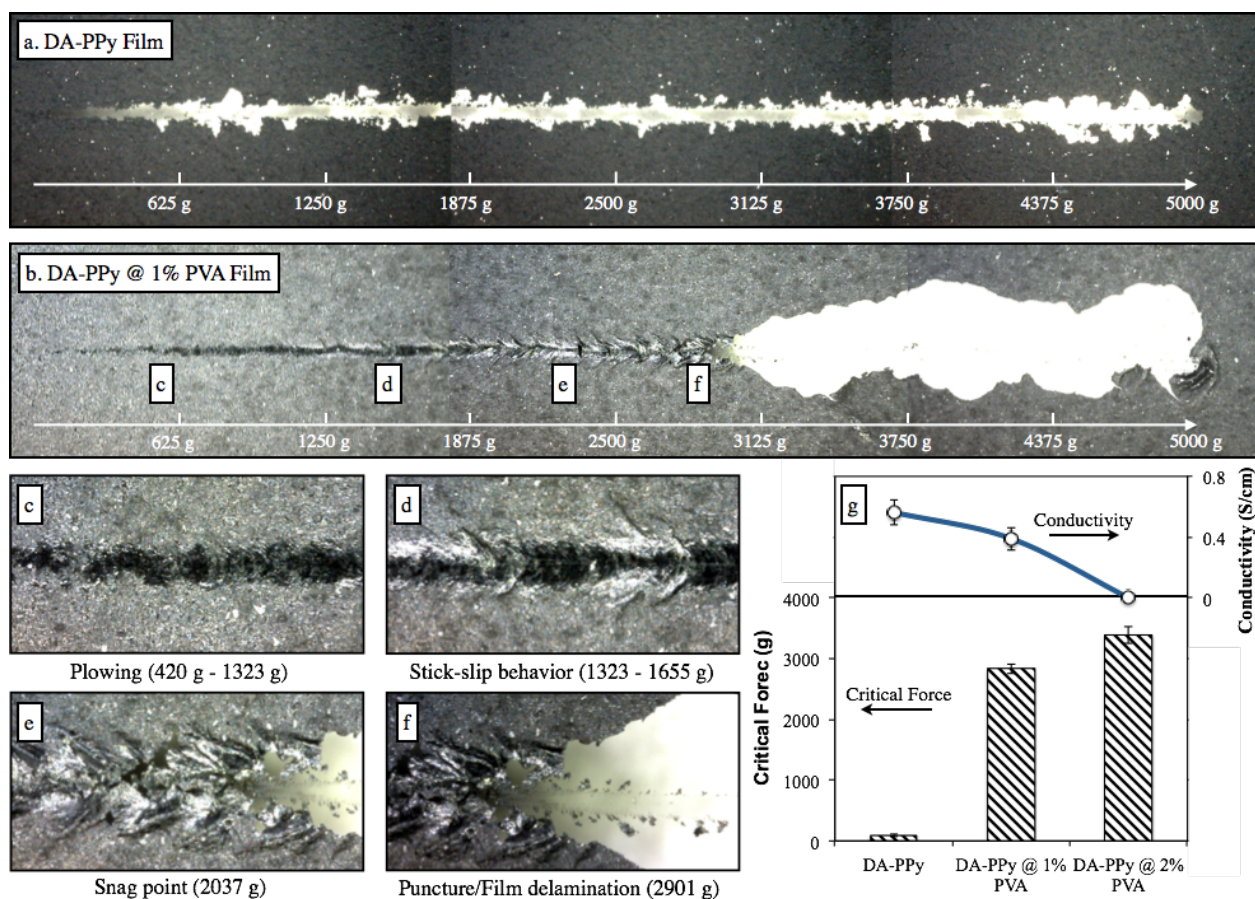 a. DA-PPy Film
625 g 1250 g 1875 g 2500 g 3125 g 3750 g 4375 g 5000 g
b. DA-PPy @ 1% PVA Film
c d e f
625 g 1250 g 1875 g 2500 g 3125 g 3750 g 4375 g 5000 g
c
Plowing (420 g - 1323 g)
d
Stick-slip behavior (1323 - 1655 g)
e
Snag point (2037 g)
f
Puncture/Film delamination (2901 g)
g
Conductivity
0.8
0.4
0
Conductivity (S/cm)
4000
3000
2000
1000
0
Critical Forec (g)
Critical Force
DA-PPy
DA-PPy @ 1%
PVA
DA-PPy @ 2%
PVA